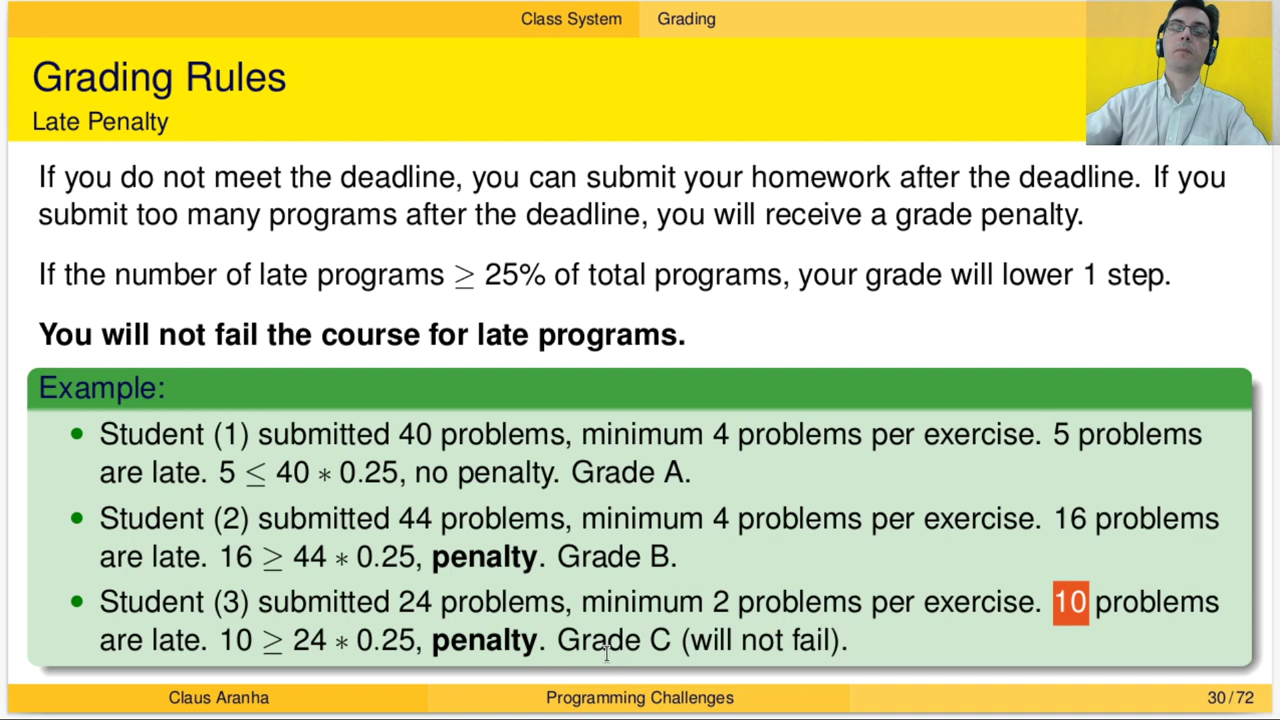 Class System Grading
Grading Rules
Late Penalty
If you do not meet the deadline, you can submit your homework after the deadline. If you
submit too many programs after the deadline, you will receive a grade penalty.
If the number of late programs ≥ 25% of total programs, your grade will lower 1 step.
You will not fail the course for late programs.
Example:
• Student (1) submitted 40 problems, minimum 4 problems per exercise. 5 problems
are late. 5 ≤ 40 ∗ 0.25, no penalty. Grade A.
• Student (2) submitted 44 problems, minimum 4 problems per exercise. 16 problems
are late. 16 ≥ 44 ∗ 0.25, penalty. Grade B.
• Student (3) submitted 24 problems, minimum 2 problems per exercise. 10 problems
are late. 10 ≥ 24 ∗ 0.25, penalty. Grade C (will not fail).
Claus Aranha Programming Challenges 30 / 72